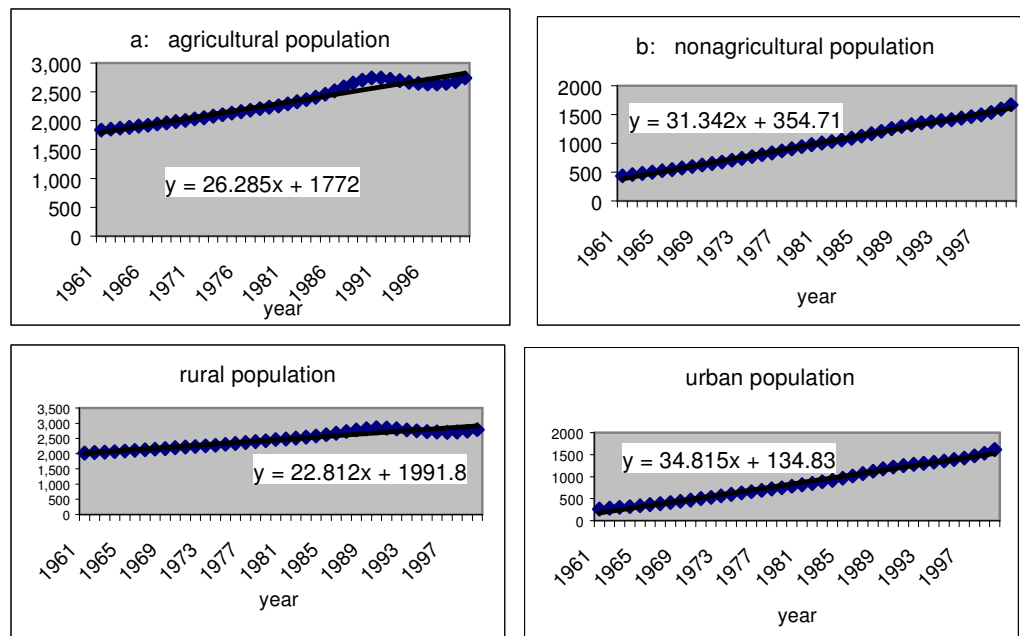 a: agricultural population
3,000
2,500
2,000
1,500
1,000
500
0
y = 26.285x + 1772
1961 1966 1971 1976 1981 1986 1991 1996
year
b: nonagricultural population
2000
1500
1000
500
0
y = 31.342x + 354.71
1961 1965 1969 1973 1977 1981 1985 1989 1993 1997
year
rural population
3,500
3,000
2,500
2,000
1,500
1,000
500
0
y = 22.812x + 1991.8
1961 1965 1969 1973 1977 1981 1985 1989 1993 1997
year
urban population
2000
1500
1000
500
0
y = 34.815x + 134.83
1961 1965 1969 1973 1977 1981 1985 1989 1993 1997
year